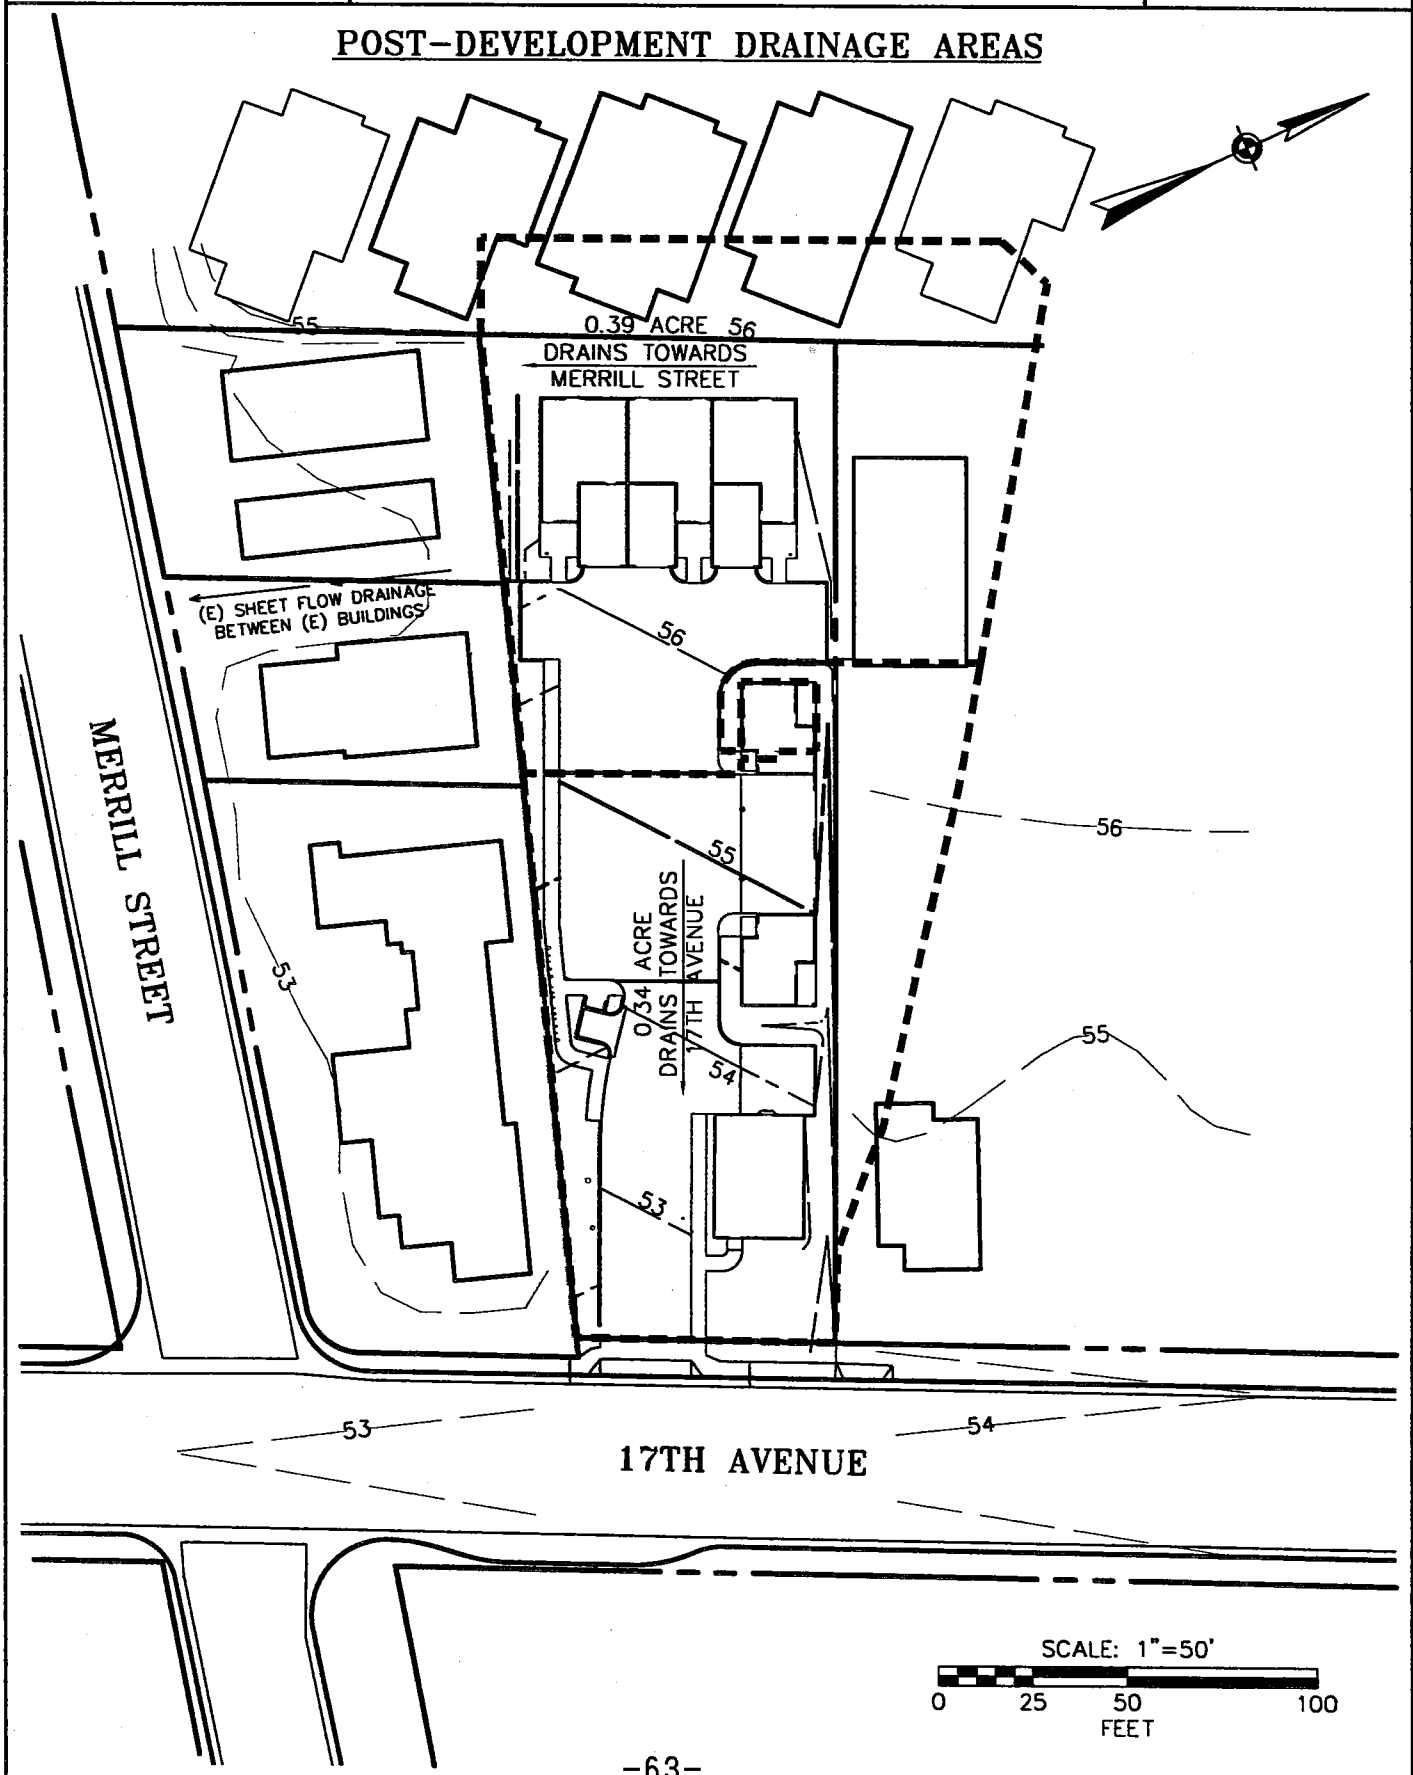 POST-DEVELOPMENT DRAINAGE AREAS
55
0.39 ACRE 56
DRAINS TOWARDS
MERRILL STREET
(E) SHEET FLOW DRAINAGE
BETWEEN (E) BUILDINGS
56
MERRILL STREET
56
55
0.34 ACRE
DRAINS TOWARDS
17TH AVENUE
53
55
54
53
53
54
17TH AVENUE
SCALE: 1"=50'
0 25 50 100
FEET
-63-